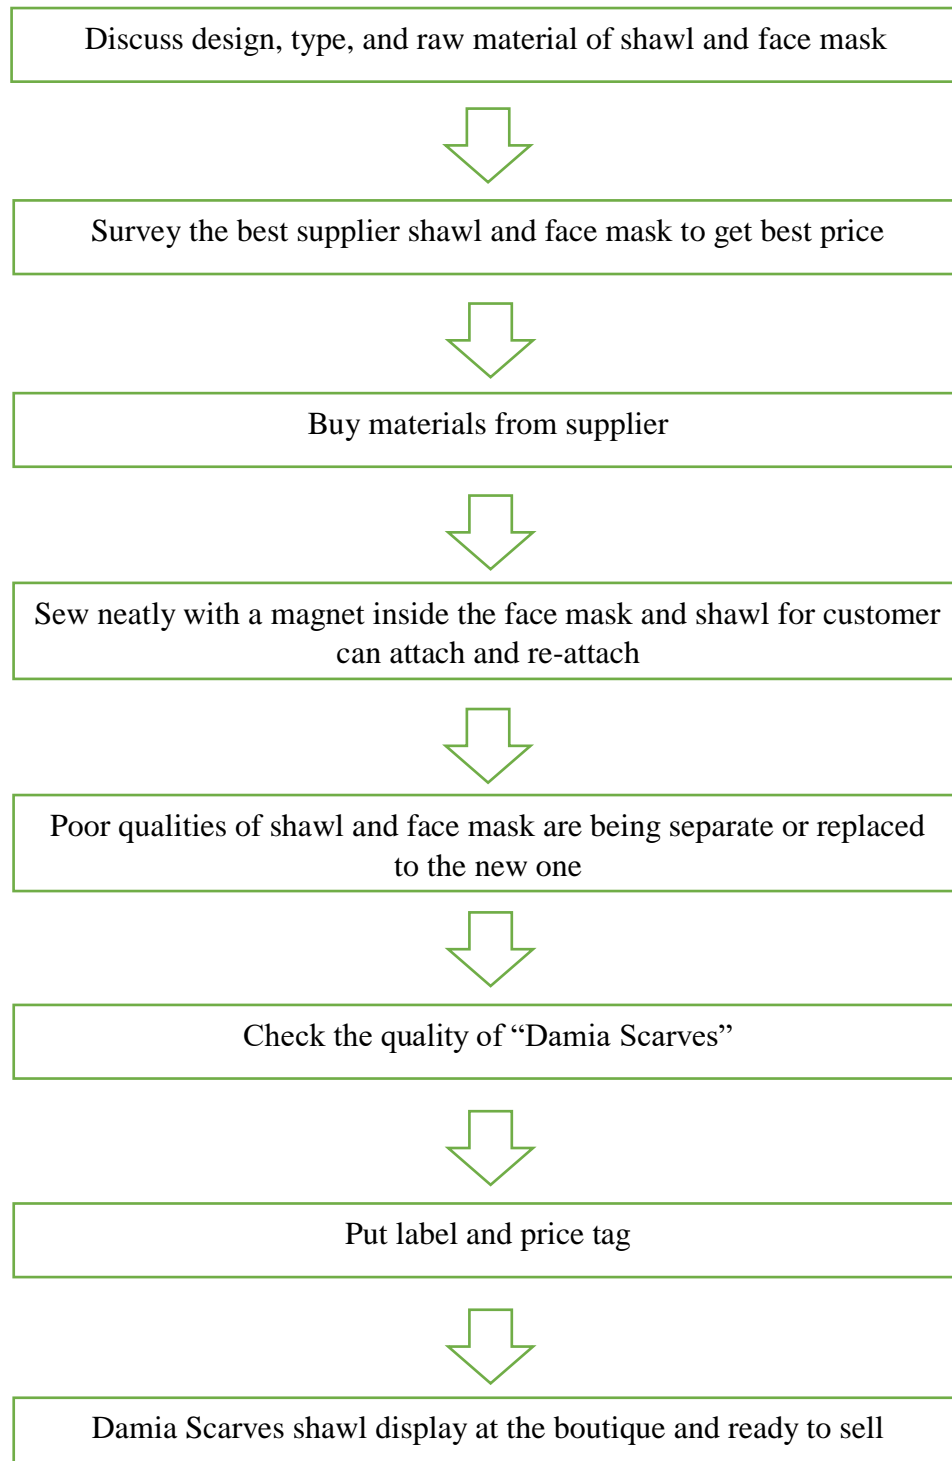 Discuss design, type, and raw material of shawl and face mask
Survey the best supplier shawl and face mask to get best price
Buy materials from supplier
Sew neatly with a magnet inside the face mask and shawl for customer
can attach and re-attach
Poor qualities of shawl and face mask are being separate or replaced
to the new one
Check the quality of “Damia Scarves”
Put label and price tag
Damia Scarves shawl display at the boutique and ready to sell